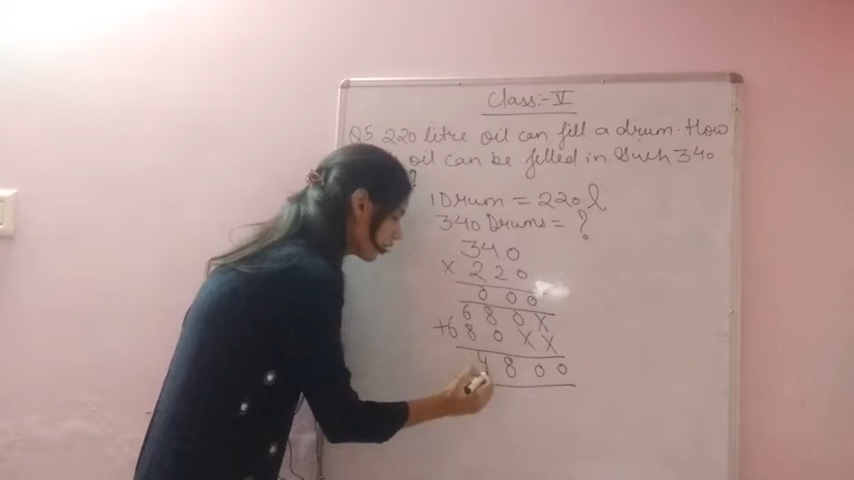 Class:- V
Q5 220 litre oil can fill a drum. How
oil can be filled in Such 340
?
1 Drum = 220 l
340 Drums = ?
340
x 220
000
680x
+680xx
4800